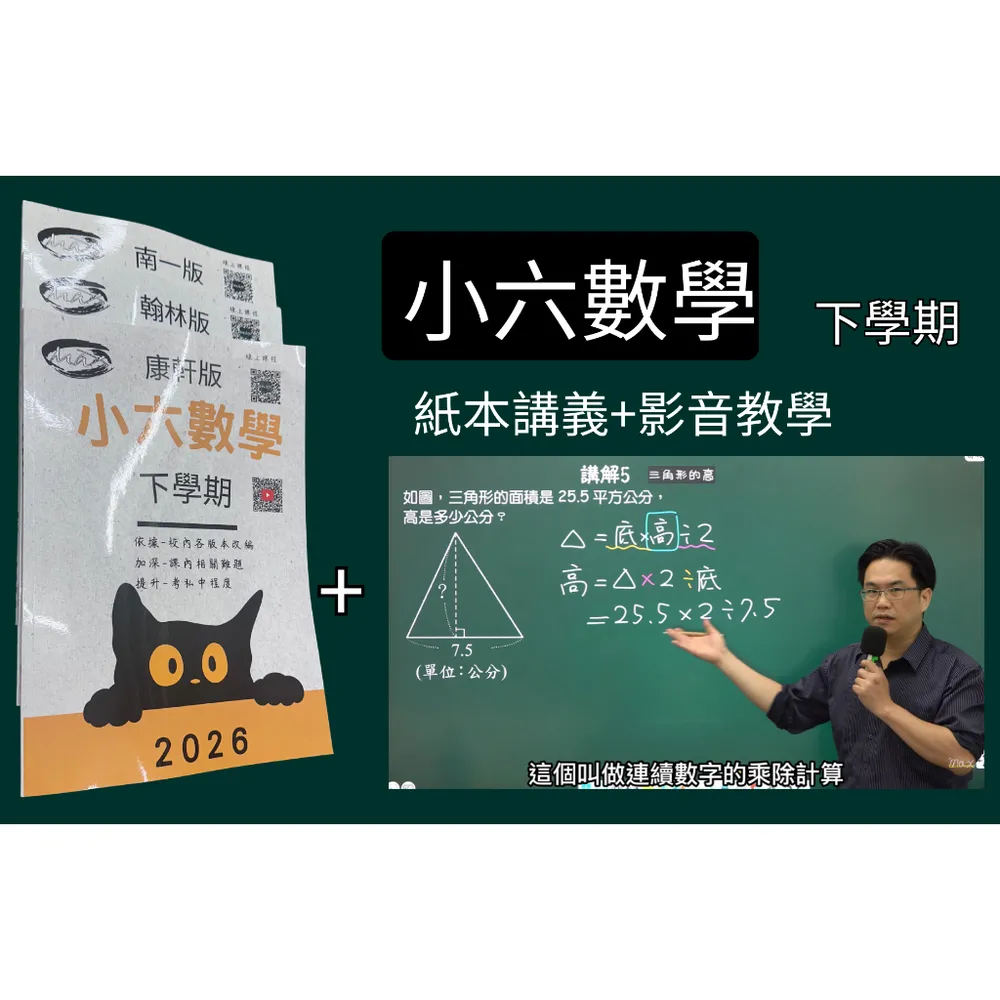 南一版
線上課程
翰林版
線上課程
康軒版
線上課程
小六數學
下學期
依據-校內各版本改編
加深-課內相關難題
提升-考私中程度
2026
+
小六數學
下學期
紙本講義+影音教學
講解5 三角形的高
如圖，三角形的面積是 25.5 平方公分，
高是多少公分？
△=底×高÷2
高=△×2÷底
=25.5×2÷7.5
?
7.5
(單位:公分)
這個叫做連續數字的乘除計算
Max